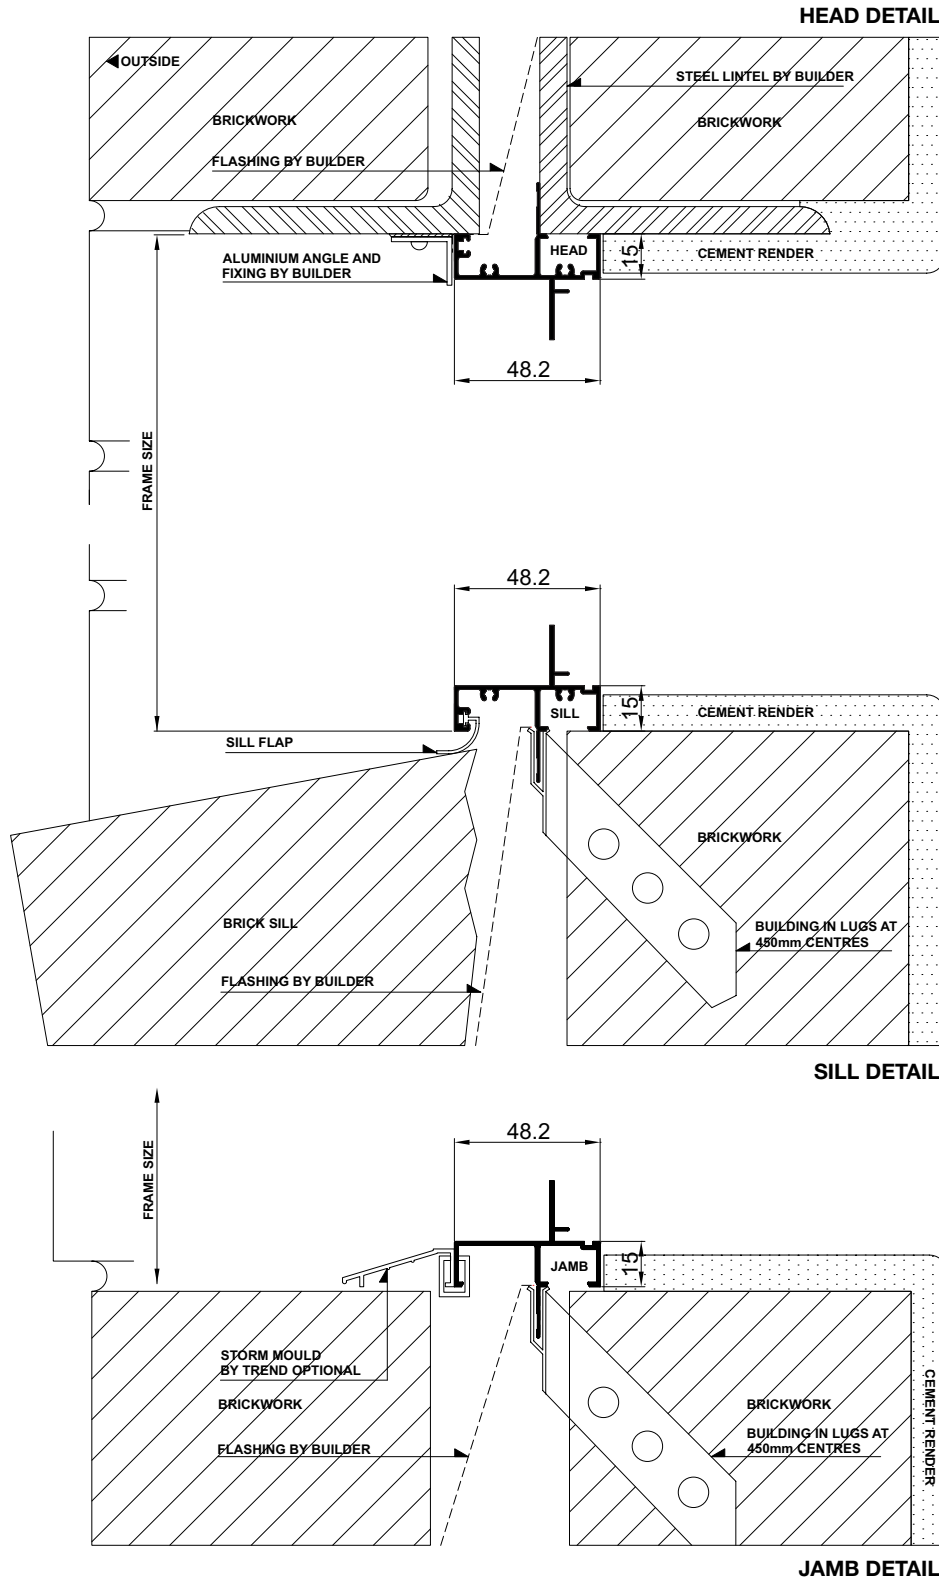 HEAD DETAIL
OUTSIDE
STEEL LINTEL BY BUILDER
BRICKWORK
BRICKWORK
FLASHING BY BUILDER
HEAD
15
CEMENT RENDER
ALUMINIUM ANGLE AND
FIXING BY BUILDER
48.2
FRAME SIZE
48.2
SILL
15
CEMENT RENDER
SILL FLAP
BRICKWORK
BRICK SILL
BUILDING IN LUGS AT
450mm CENTRES
FLASHING BY BUILDER
SILL DETAIL
48.2
FRAME SIZE
JAMB
15
STORM MOULD
BY TREND OPTIONAL
BRICKWORK
BRICKWORK
CEMENT RENDER
BUILDING IN LUGS AT
450mm CENTRES
FLASHING BY BUILDER
JAMB DETAIL